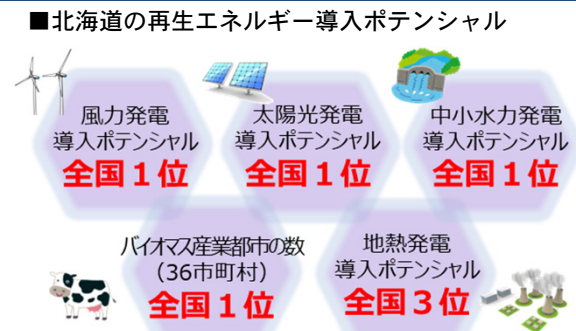 ■北海道の再生エネルギー導入ポテンシャル
風力発電
導入ポテンシャル
全国１位
太陽光発電
導入ポテンシャル
全国１位
中小水力発電
導入ポテンシャル
全国１位
バイオマス産業都市の数
（36市町村）
全国１位
地熱発電
導入ポテンシャル
全国３位